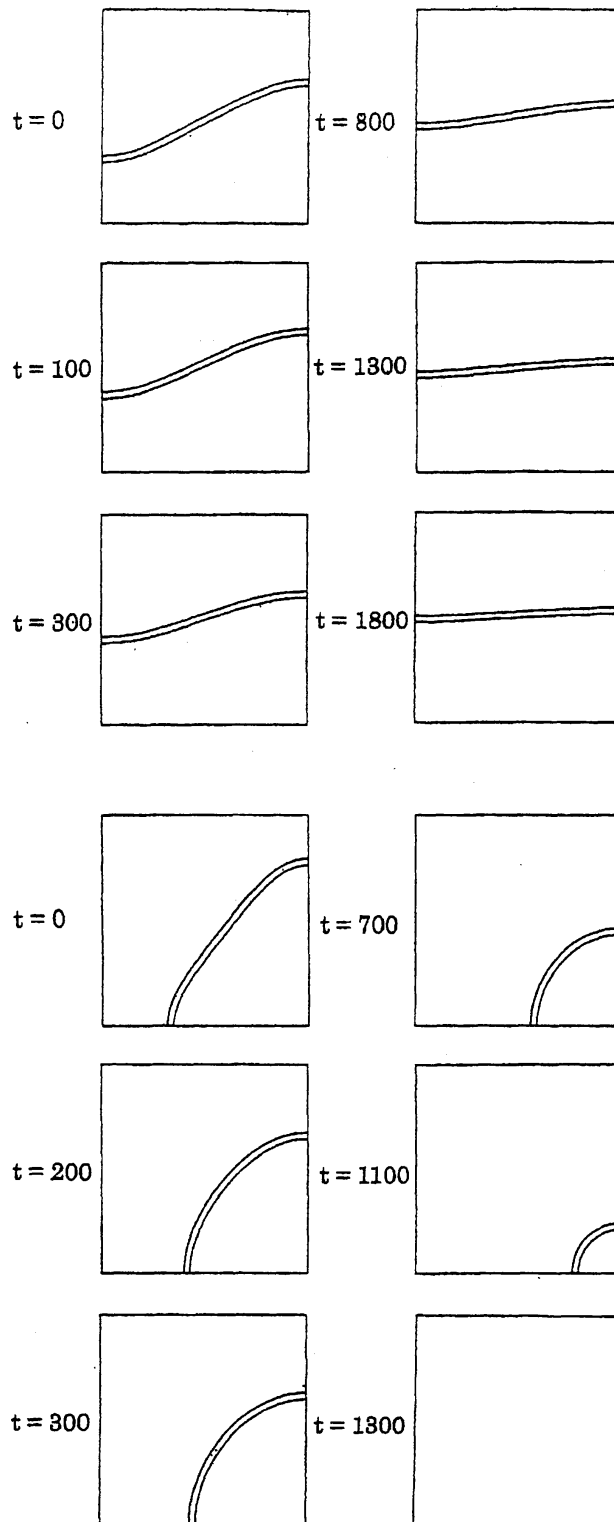 t = 0
t = 800
t = 100
t = 1300
t = 300
t = 1800
t = 0
t = 700
t = 200
t = 1100
t = 300
t = 1300